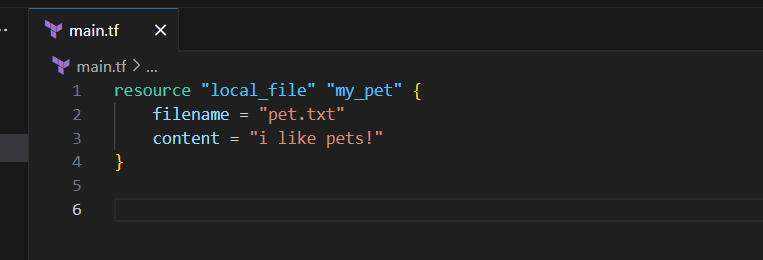 main.tf
main.tf > ...
1 resource "local_file" "my_pet" {
2     filename = "pet.txt"
3     content = "i like pets!"
4 }
5
6